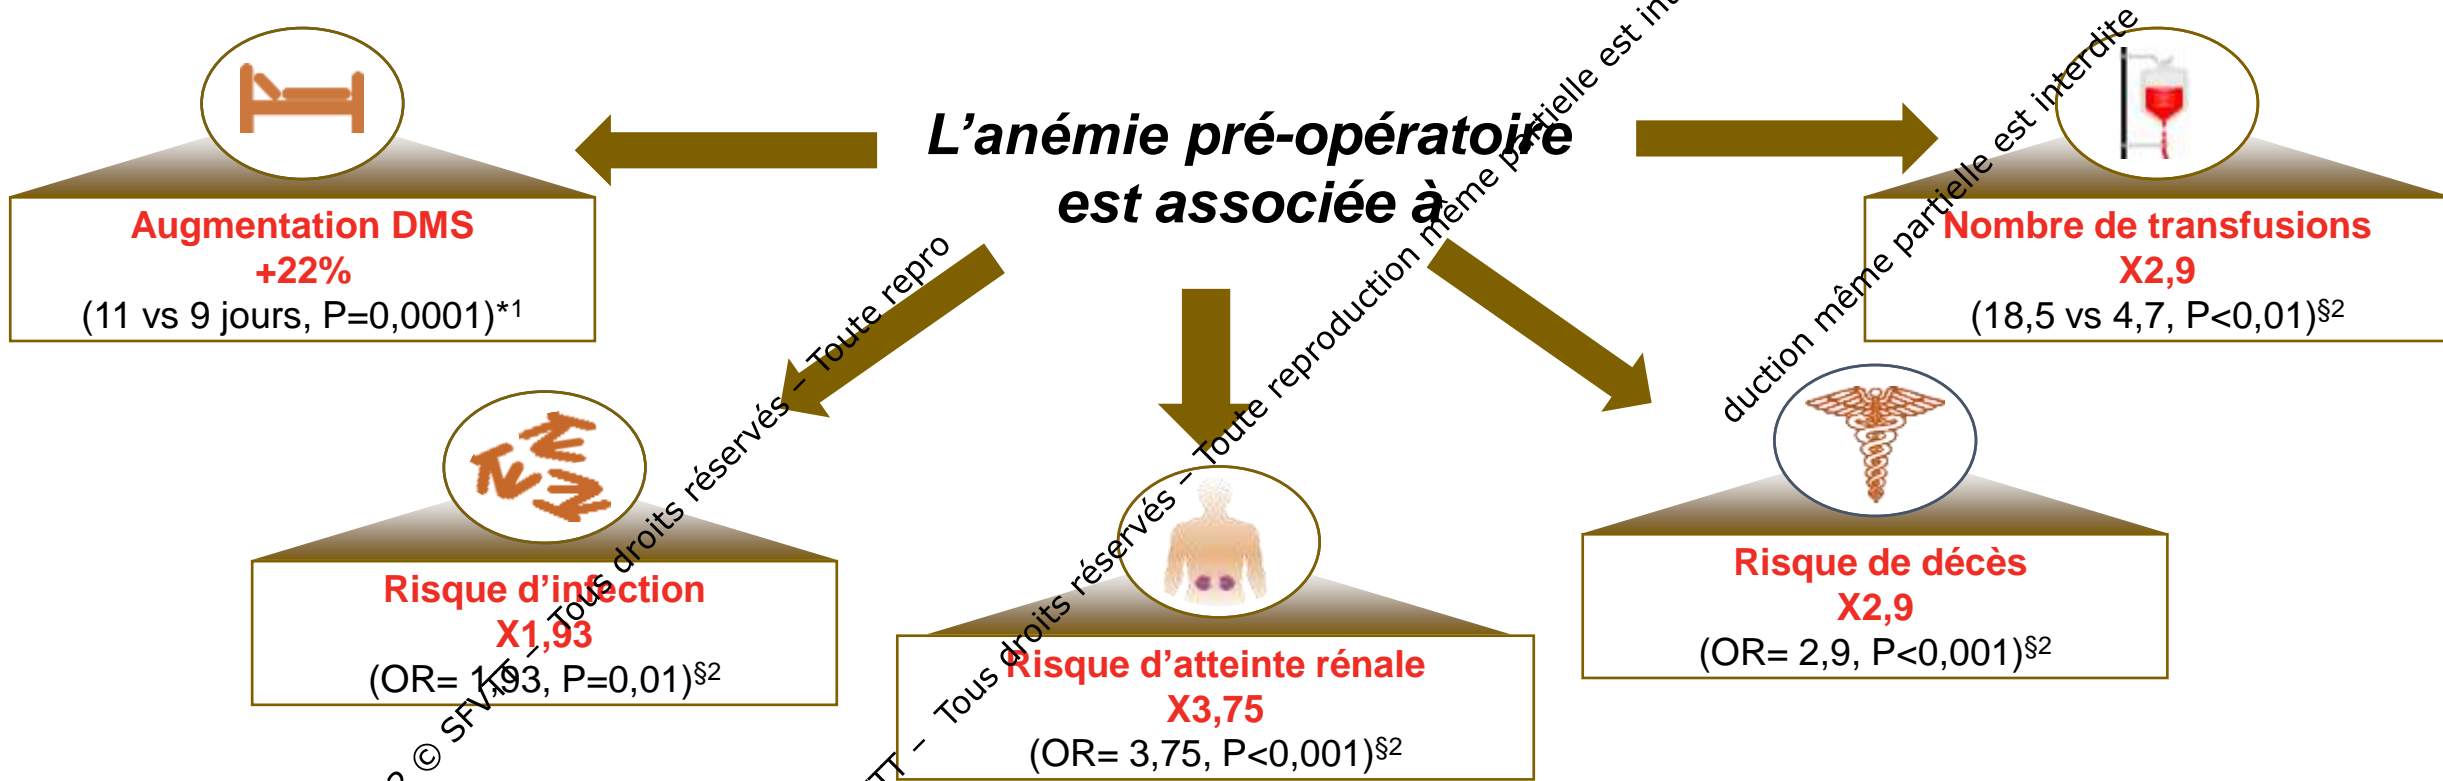 L’anémie pré-opératoire
est associée à
Augmentation DMS
+22%
(11 vs 9 jours, P=0,0001)*1
Nombre de transfusions
X2,9
(18,5 vs 4,7, P<0,01)§2
Risque d’infection
X1,93
(OR= 1,93, P=0,01)§2
Risque d’atteinte rénale
X3,75
(OR= 3,75, P<0,001)§2
Risque de décès
X2,9
(OR= 2,9, P<0,001)§2
© SFVTT – Tous droits réservés – Toute repro
duction même partielle est interdite
– Tous droits réservés – Toute reproduction même partielle est